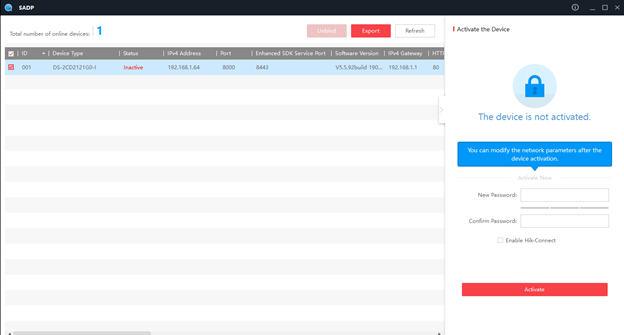 SADP
Total number of online devices: 1
Unbind
Export
Refresh
ID Device Type Status IPv4 Address Port Enhanced SDK Service Port Software Version IPv4 Gateway HTTP
001 DS-2CD2121G0-I Inactive 192.168.1.64 8000 8443 V5.5.92build 190... 192.168.1.1 80
Activate the Device
The device is not activated.
You can modify the network parameters after the
device activation.
Activate Now
New Password:
Confirm Password:
Enable Hik-Connect
Activate